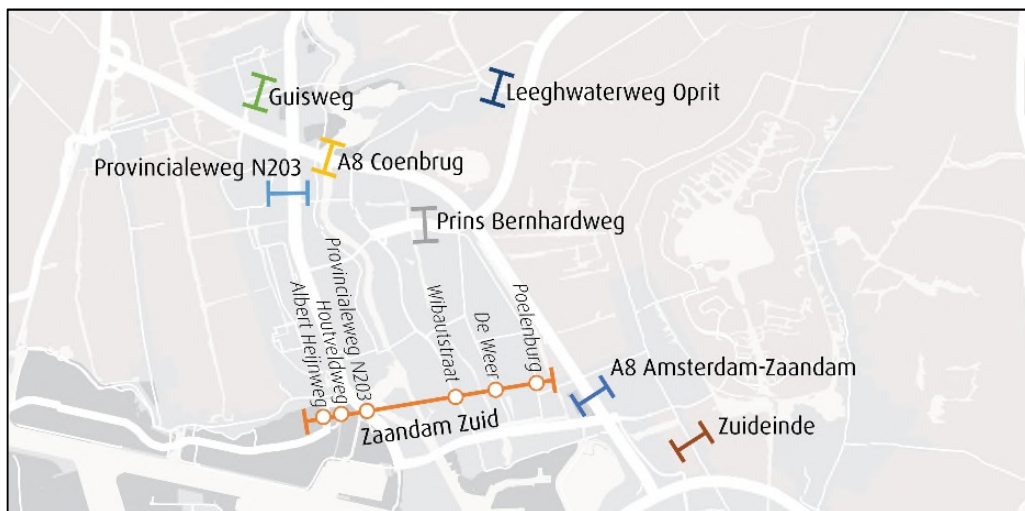 Guisweg
Leeghwaterweg Oprit
A8 Coenbrug
Provincialeweg N203
Prins Bernhardweg
Albert Heijnweg
Houtveldweg
Provincialeweg N203
Wibautstraat
De Weer
Poelenburg
A8 Amsterdam-Zaandam
Zaandam Zuid
Zuideinde